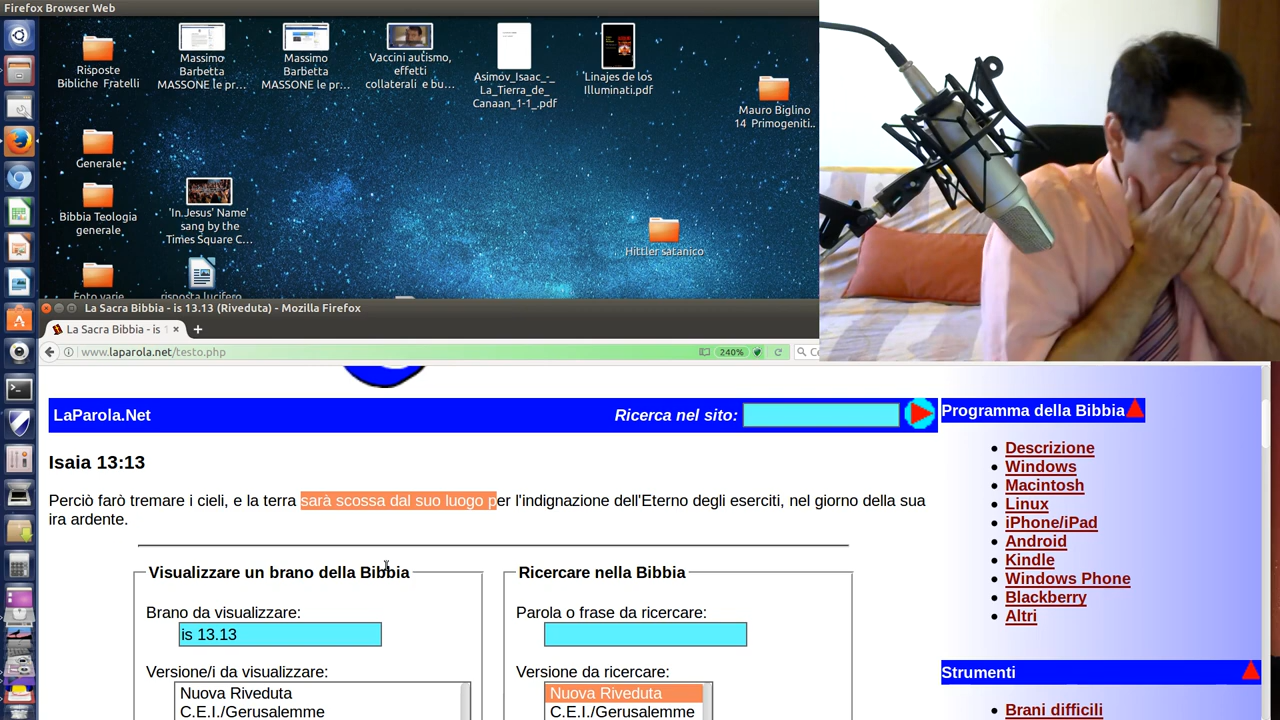 Firefox Browser Web
Risposte
Bibliche Fratelli
Massimo
Barbetta
MASSONE le pr...
Massimo
Barbetta
MASSONE le pr...
Vaccini autismo,
effetti
collaterali e bu...
Asimov_Isaac_-_
La_Tierra_de_
Canaan_1-1_.pdf
Linajes de los
Illuminati.pdf
Mauro Biglino
14 Primogeniti...
Generale
Bibbia Teologia
generale
'In Jesus' Name'
sang by the
Times Square C...
Hittler satanico
Foto varie
risposta lucifero
La Sacra Bibbia - is 13.13 (Riveduta) - Mozilla Firefox
La Sacra Bibbia - is 1
www.laparola.net/testo.php
240%
LaParola.Net
Ricerca nel sito:
Programma della Bibbia
Isaia 13:13
Perciò farò tremare i cieli, e la terra sarà scossa dal suo luogo per l'indignazione dell'Eterno degli eserciti, nel giorno della sua
ira ardente.
Descrizione
Windows
Macintosh
Linux
iPhone/iPad
Android
Kindle
Windows Phone
Blackberry
Altri
Visualizzare un brano della Bibbia
Brano da visualizzare:
is 13.13
Versione/i da visualizzare:
Nuova Riveduta
C.E.I./Gerusalemme
Ricercare nella Bibbia
Parola o frase da ricercare:
Versione da ricercare:
Nuova Riveduta
C.E.I./Gerusalemme
Strumenti
Brani difficili